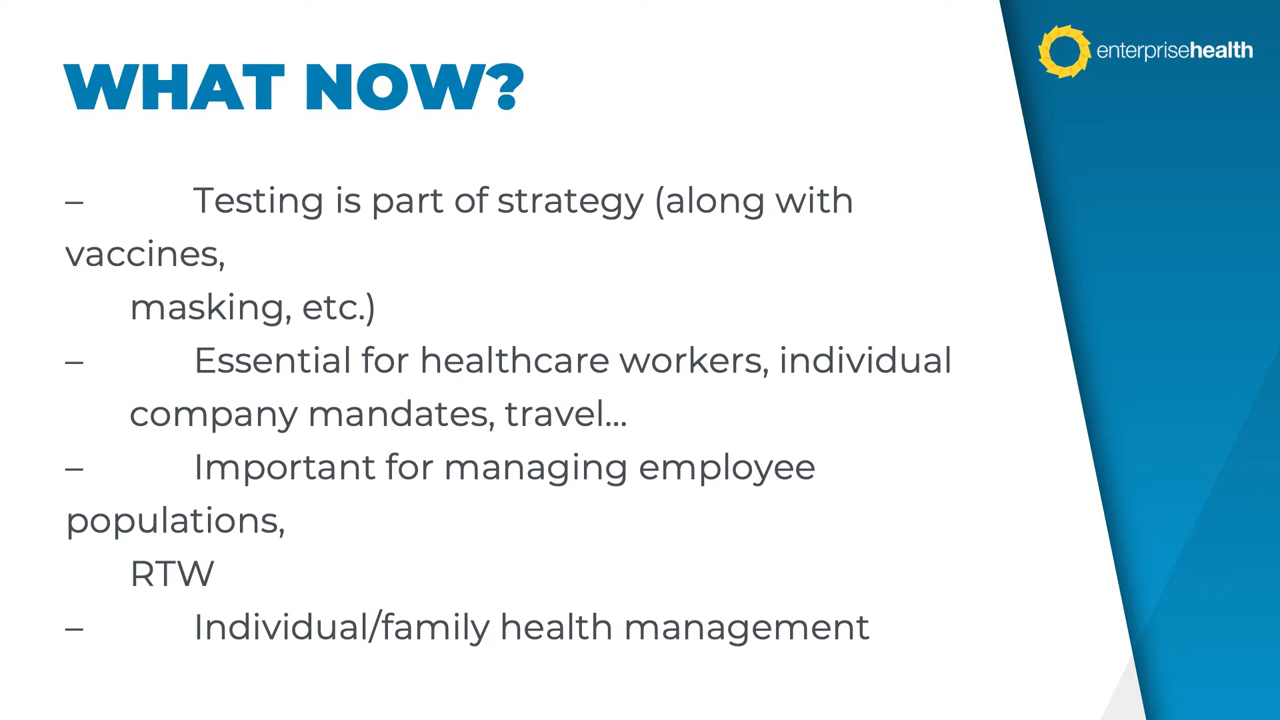 WHAT NOW?
enterprisehealth
– Testing is part of strategy (along with
vaccines,
masking, etc.)
– Essential for healthcare workers, individual
company mandates, travel...
– Important for managing employee
populations,
RTW
– Individual/family health management